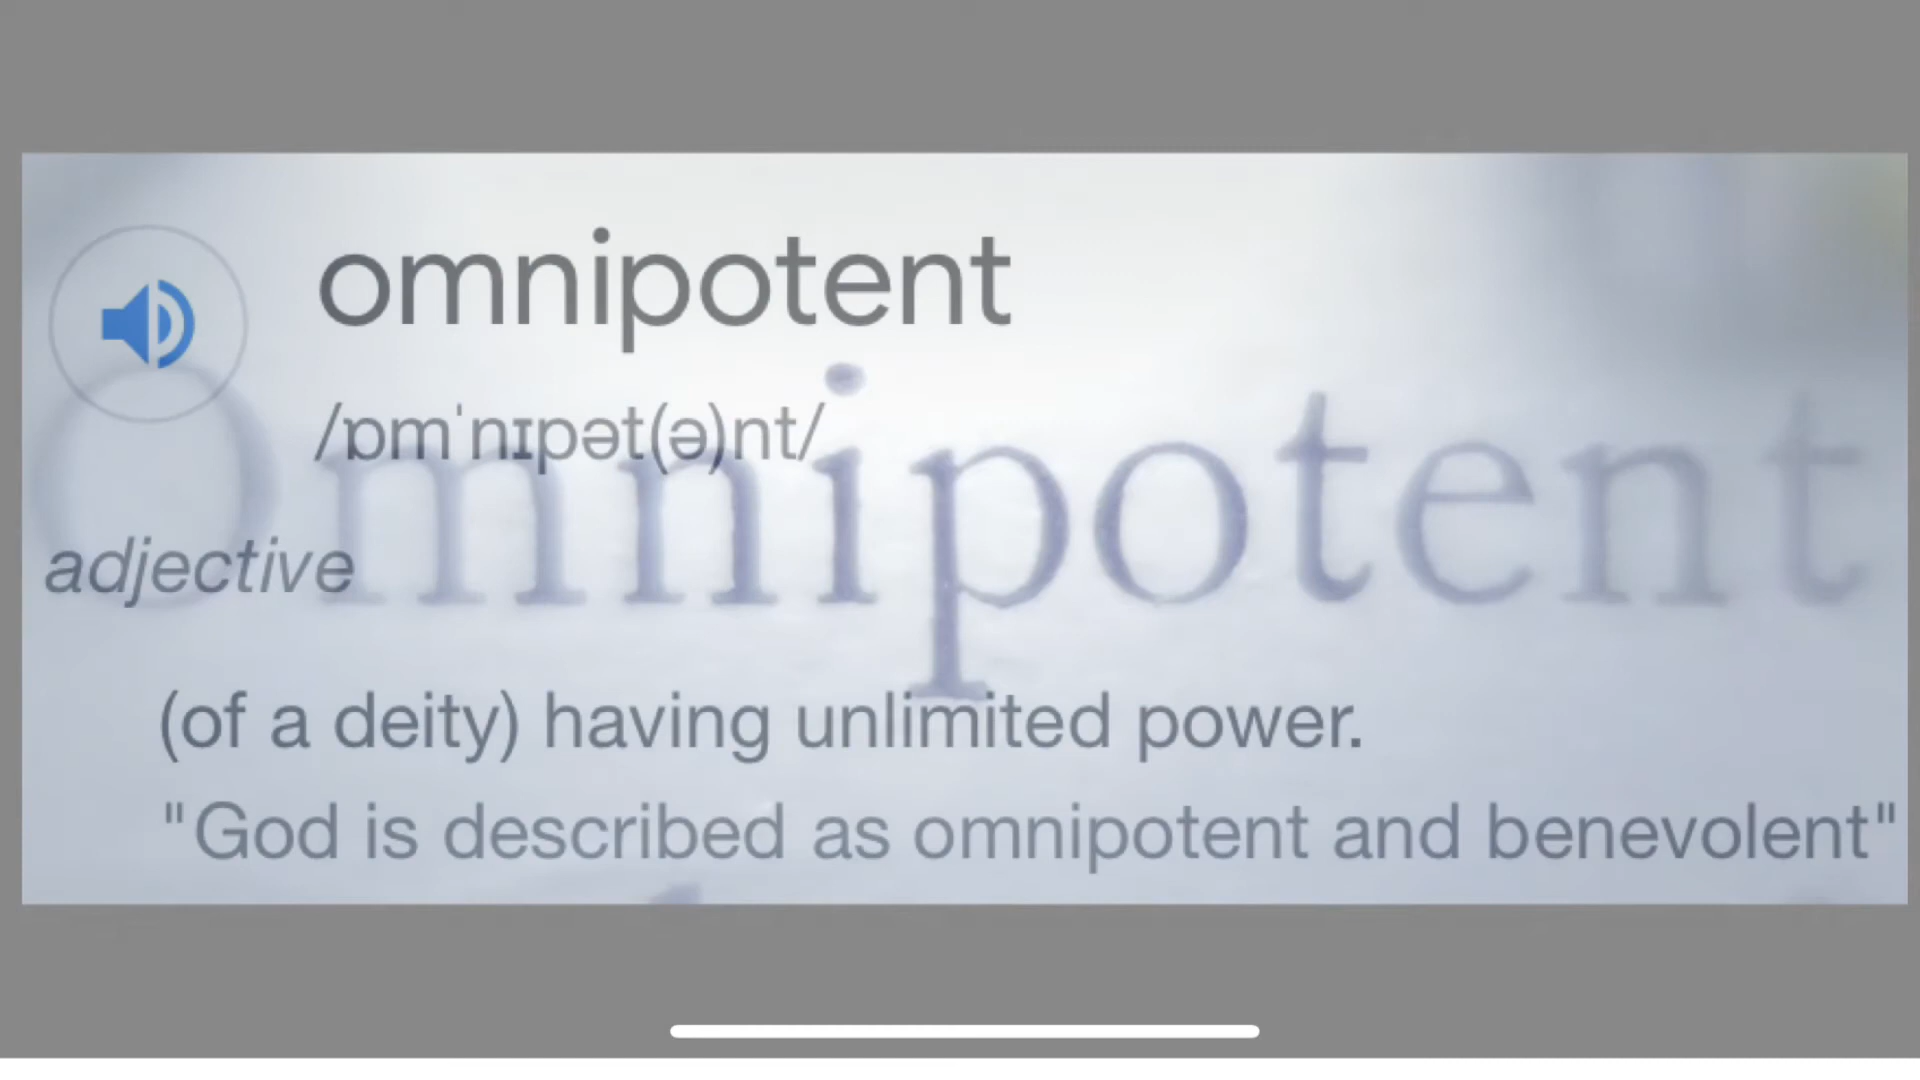 omnipotent
/ɒmˈnɪpət(ə)nt/
Omnipotent
adjective
(of a deity) having unlimited power.
"God is described as omnipotent and benevolent"